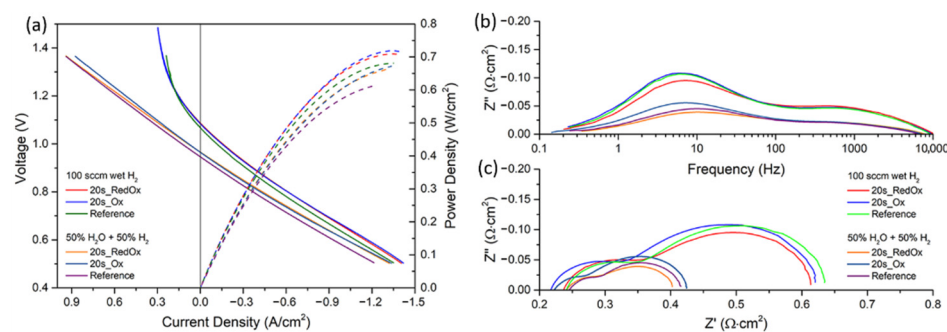 (a)
Voltage (V)
1.4
1.2
1.0
0.8
0.6
0.4
100 sccm wet H₂
20s_RedOx
20s_Ox
Reference
50% H₂O + 50% H₂
20s_RedOx
20s_Ox
Reference
0.9 0.6 0.3 0.0 -0.3 -0.6 -0.9 -1.2 -1.5
Current Density (A/cm²)
0.8
0.7
0.6
0.5
0.4
0.3
0.2
0.1
0.0
Power Density (W/cm²)
(b)
Z" (Ω·cm²)
-0.20
-0.15
-0.10
-0.05
0.00
0.1 1 10 100 1000 10,000
Frequency (Hz)
(c)
Z" (Ω·cm²)
-0.20
-0.15
-0.10
-0.05
0.00
100 sccm wet H₂
20s_RedOx
20s_Ox
Reference
50% H₂O + 50% H₂
20s_RedOx
20s_Ox
Reference
0.2 0.3 0.4 0.5 0.6 0.7 0.8
Z' (Ω·cm²)